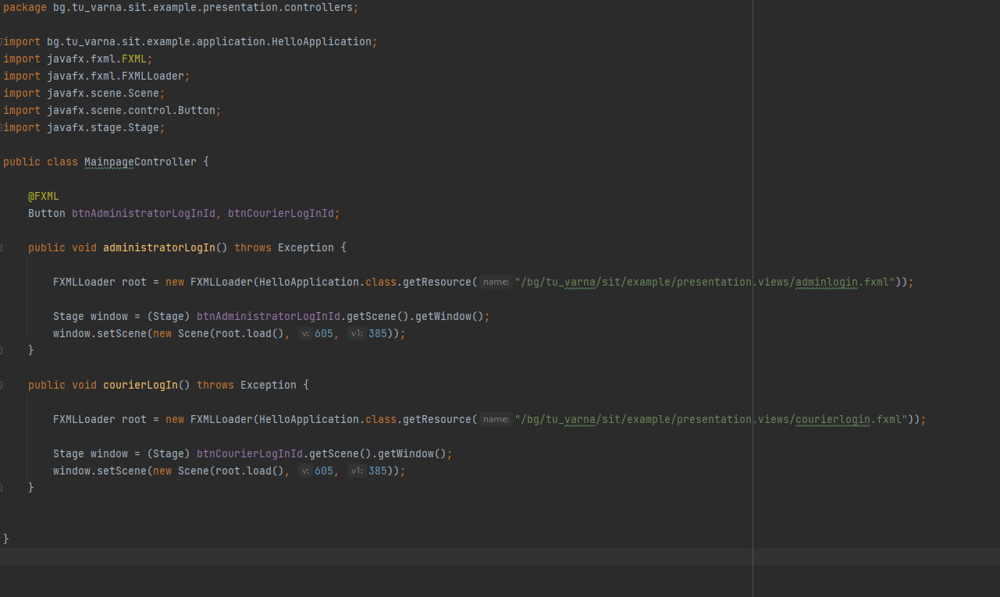 package bg.tu_varna.sit.example.presentation.controllers;
import bg.tu_varna.sit.example.application.HelloApplication;
import javafx.fxml.FXML;
import javafx.fxml.FXMLLoader;
import javafx.scene.Scene;
import javafx.scene.control.Button;
import javafx.stage.Stage;
public class MainpageController {
@FXML
Button btnAdministratorLogInId, btnCourierLogInId;
public void administratorLogIn() throws Exception {
FXMLLoader root = new FXMLLoader(HelloApplication.class.getResource( name: "/bg/tu_varna/sit/example/presentation.views/adminlogin.fxml"));
Stage window = (Stage) btnAdministratorLogInId.getScene().getWindow();
window.setScene(new Scene(root.load(), v: 605, v1: 385));
}
public void courierLogIn() throws Exception {
FXMLLoader root = new FXMLLoader(HelloApplication.class.getResource( name: "/bg/tu_varna/sit/example/presentation.views/courierlogin.fxml"));
Stage window = (Stage) btnCourierLogInId.getScene().getWindow();
window.setScene(new Scene(root.load(), v: 605, v1: 385));
}
}